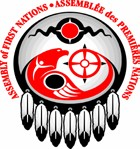 ASSEMBLY of FIRST NATIONS • ASSEMBLÉE des PREMIÈRES NATIONS